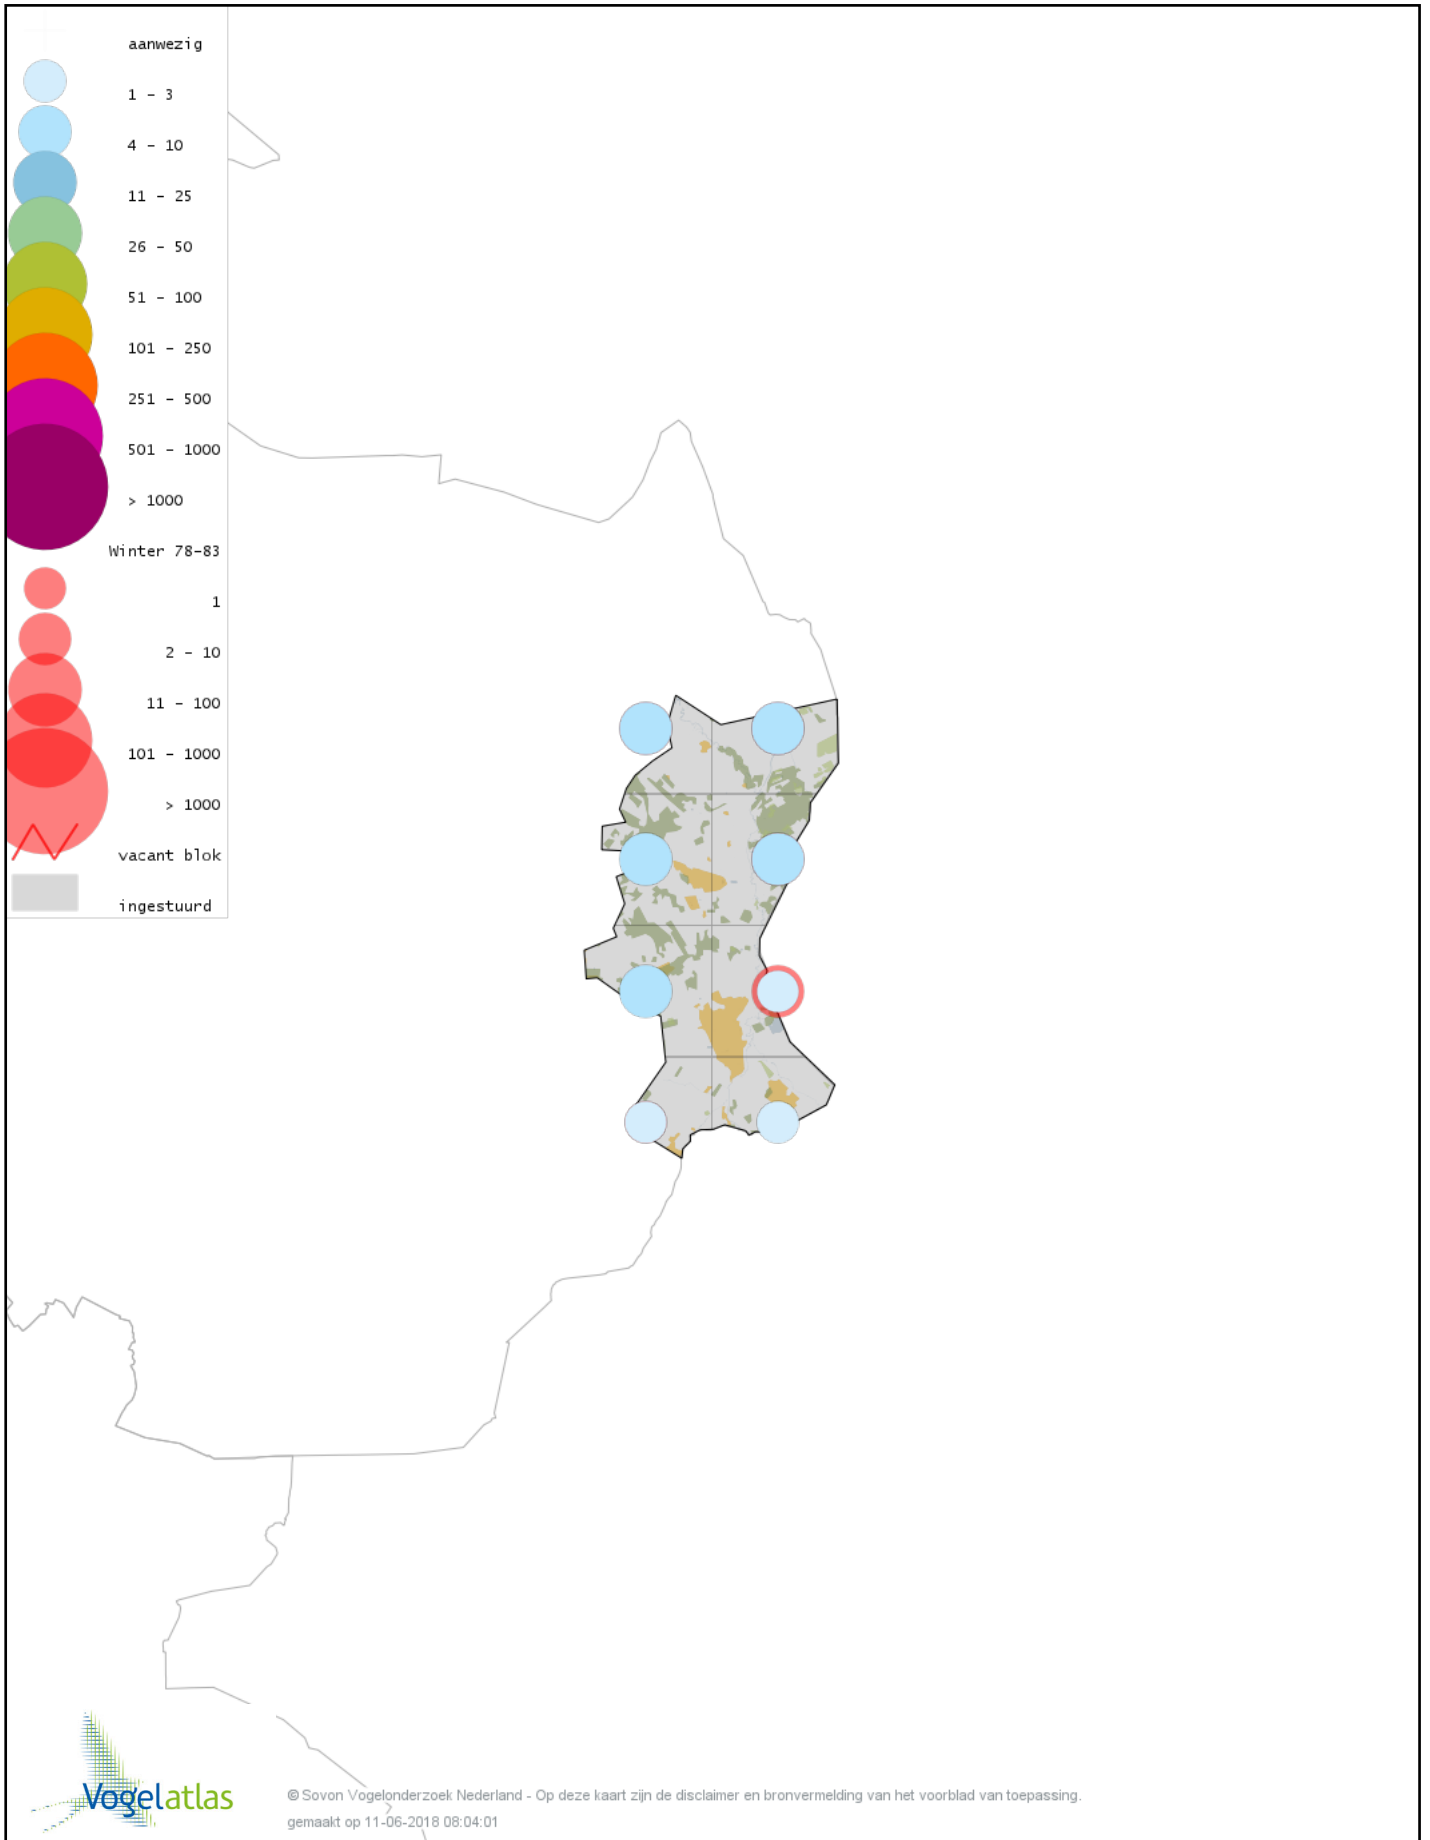 aanwezig
1 - 3
4 - 10
11 - 25
26 - 50
51 - 100
101 - 250
251 - 500
501 - 1000
> 1000
Winter 78-83
1
2 - 10
11 - 100
101 - 1000
> 1000
vacant blok
ingestuurd
Vogelatlas
© Sovon Vogelonderzoek Nederland - Op deze kaart zijn de disclaimer en bronvermelding van het voorblad van toepassing.
gemaakt op 11-06-2018 08:04:01